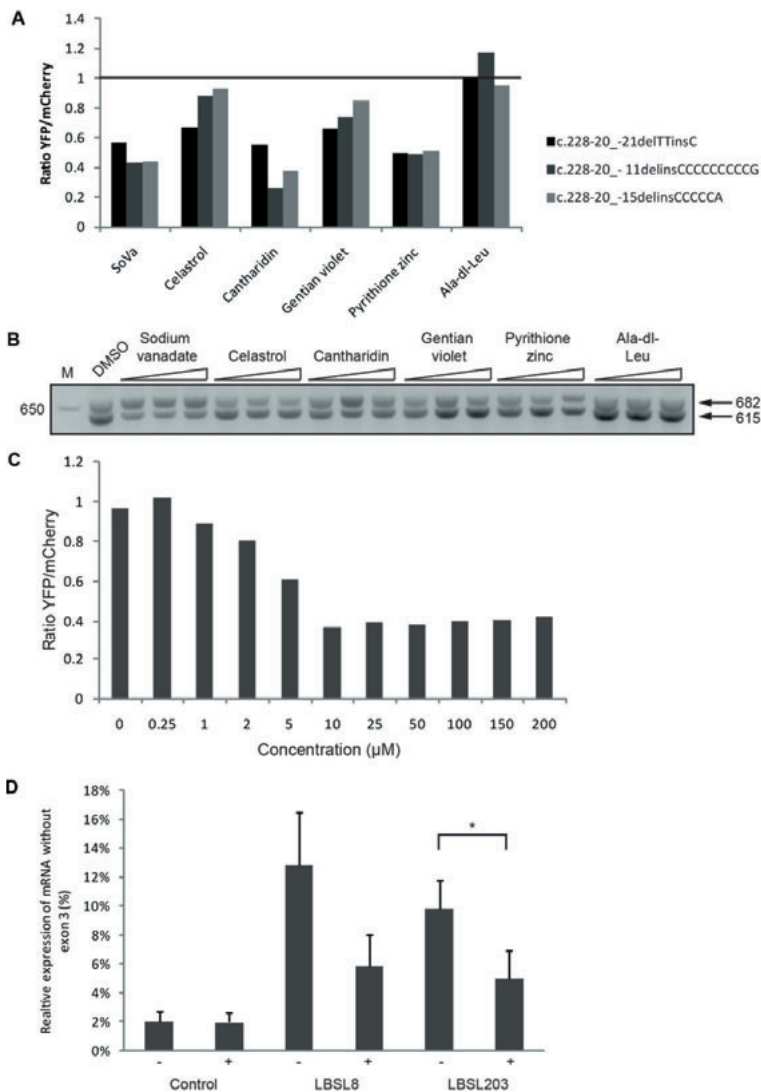 A
1.4
1.2
1
0.8
0.6
0.4
0.2
0
Ratio YFP/mCherry
SoVa
Celastrol
Cantharidin
Gentian violet
Pyrithione zinc
Ala-dl-Leu
c.228-20_-21delTTinsC
c.228-20_- 11delinsCCCCCCCCCCG
c.228-20_-15delinsCCCCCA
B
M
DMSO
Sodium vanadate
Celastrol
Cantharidin
Gentian violet
Pyrithione zinc
Ala-dl-Leu
650
682
615
C
1.2
1
0.8
0.6
0.4
0.2
0
Ratio YFP/mCherry
0 0.25 1 2 5 10 25 50 100 150 200
Concentration (µM)
D
18%
16%
14%
12%
10%
8%
6%
4%
2%
0%
Realtive expression of mRNA without
exon 3 (%)
*
- + - + - +
Control LBSL8 LBSL203